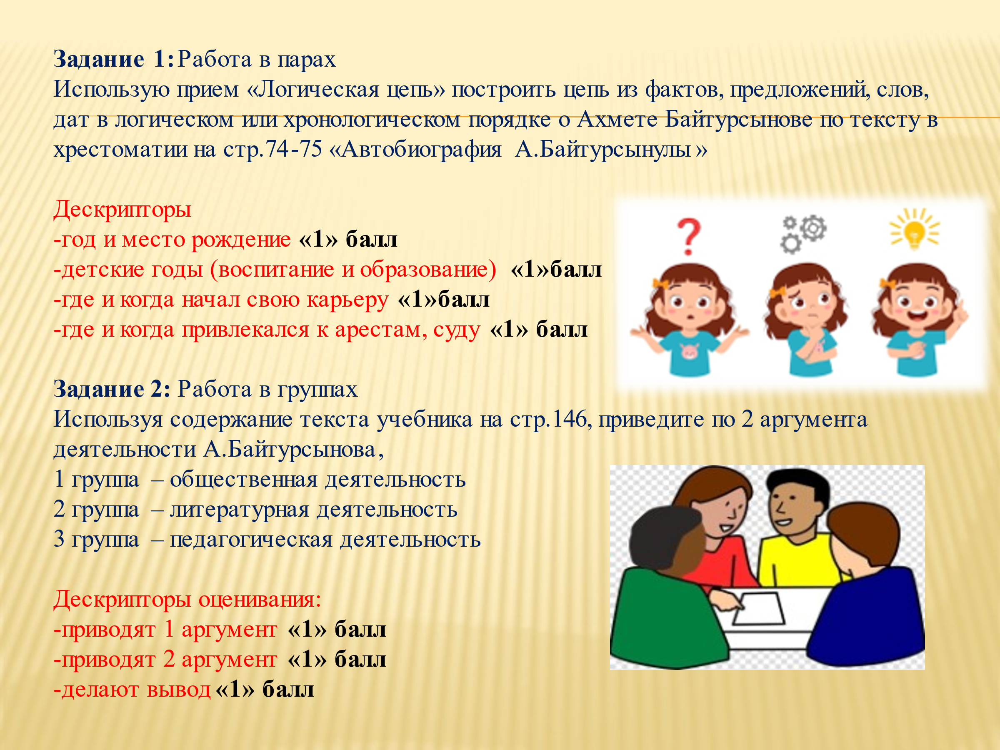 Задание 1: Работа в парах
Использую прием «Логическая цепь» построить цепь из фактов, предложений, слов,
дат в логическом или хронологическом порядке о Ахмете Байтурсынове по тексту в
хрестоматии на стр.74-75 «Автобиография А.Байтурсынулы»
Дескрипторы
-год и место рождение «1» балл
-детские годы (воспитание и образование) «1»балл
-где и когда начал свою карьеру «1»балл
-где и когда привлекался к арестам, суду «1» балл
Задание 2: Работа в группах
Используя содержание текста учебника на стр.146, приведите по 2 аргумента
деятельности А.Байтурсынова,
1 группа – общественная деятельность
2 группа – литературная деятельность
3 группа – педагогическая деятельность
Дескрипторы оценивания:
-приводят 1 аргумент «1» балл
-приводят 2 аргумент «1» балл
-делают вывод «1» балл